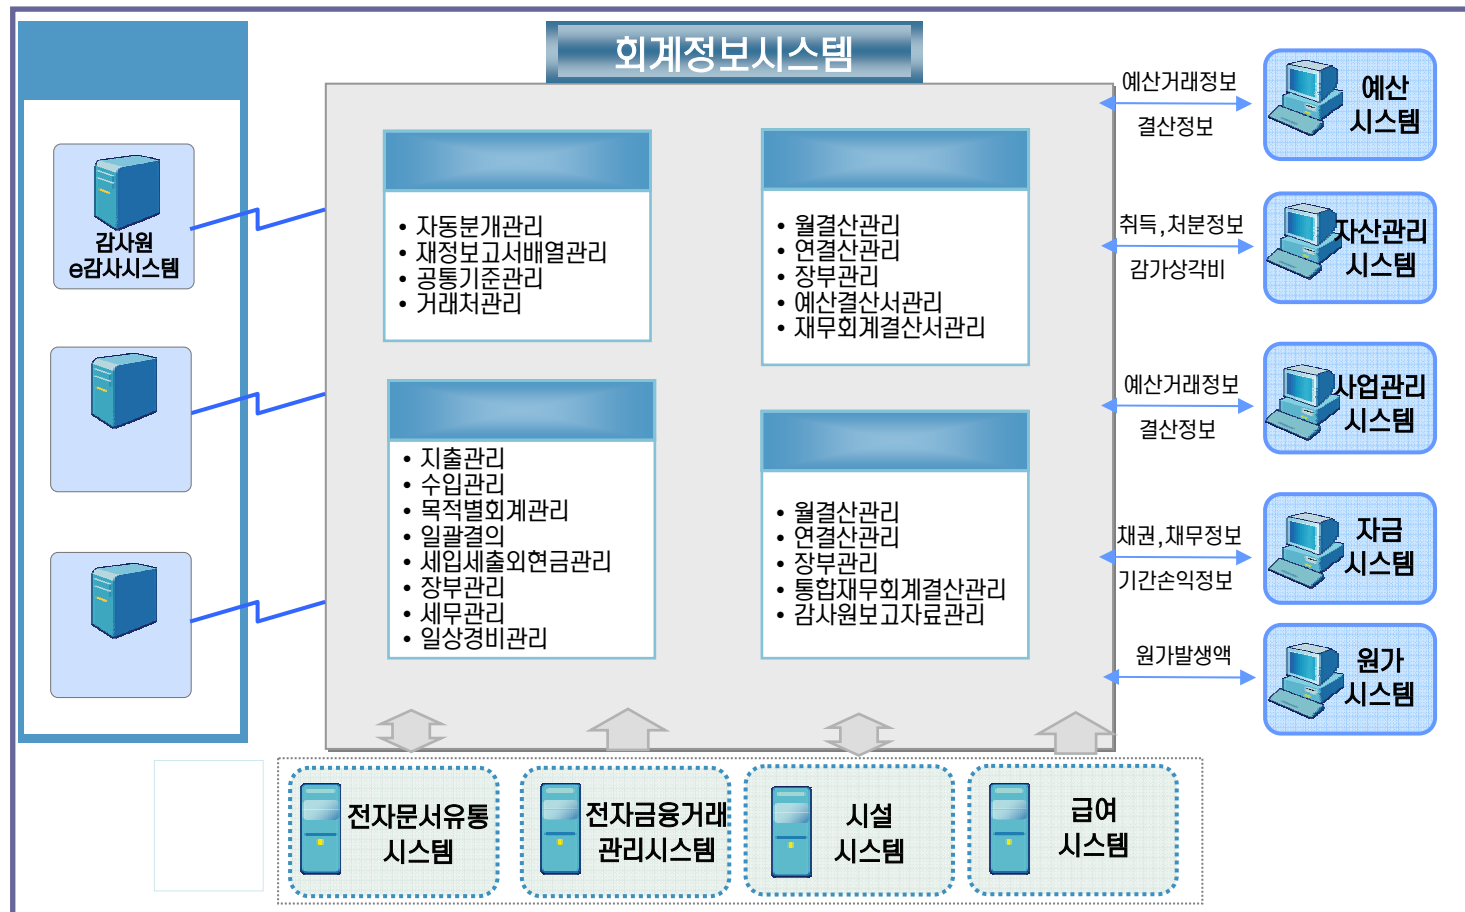 회계정보시스템
감사원
e감사시스템
• 자동분개관리
• 재정보고서배열관리
• 공통기준관리
• 거래처관리
• 월결산관리
• 연결산관리
• 장부관리
• 예산결산서관리
• 재무회계결산서관리
• 지출관리
• 수입관리
• 목적별회계관리
• 일괄결의
• 세입세출외현금관리
• 장부관리
• 세무관리
• 일상경비관리
• 월결산관리
• 연결산관리
• 장부관리
• 통합재무회계결산관리
• 감사원보고자료관리
예산거래정보
결산정보
예산
시스템
취득,처분정보
감가상각비
자산관리
시스템
예산거래정보
결산정보
사업관리
시스템
채권,채무정보
기간손익정보
자금
시스템
원가발생액
원가
시스템
전자문서유통
시스템
전자금융거래
관리시스템
시설
시스템
급여
시스템